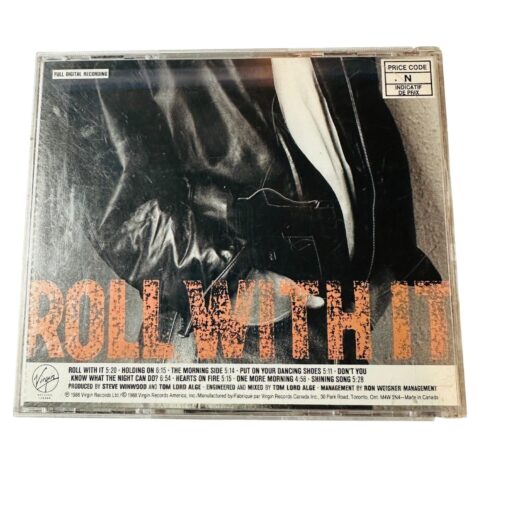 FULL DIGITAL RECORDING
PRICE CODE
N
INDICATIF
DE PRIX
ROLL WITH IT
ROLL WITH IT 5:20 · HOLDING ON 6:15 · THE MORNING SIDE 5:14 · PUT ON YOUR DANCING SHOES 5:11 · DON'T YOU
KNOW WHAT THE NIGHT CAN DO? 6:54 · HEARTS ON FIRE 5:15 · ONE MORE MORNING 4:58 · SHINING SONG 5:28
PRODUCED BY STEVE WINWOOD AND TOM LORD ALGE · ENGINEERED AND MIXED BY TOM LORD ALGE · MANAGEMENT BY RON WEISNER MANAGEMENT
© 1988 Virgin Records Ltd./Ⓟ 1988 Virgin Records America, Inc./Manufactured by/Fabriqué par Virgin Records Canada Inc., 30 Park Road, Toronto, Ont. M4W 2N4—Made in Canada
Virgin